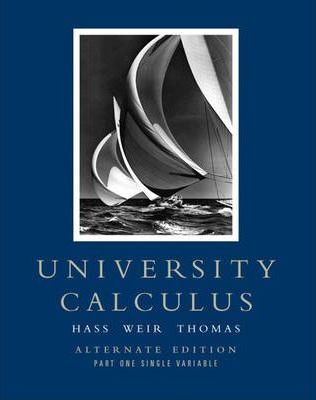 UNIVERSITY
CALCULUS
HASS WEIR THOMAS
ALTERNATE EDITION
PART ONE SINGLE VARIABLE